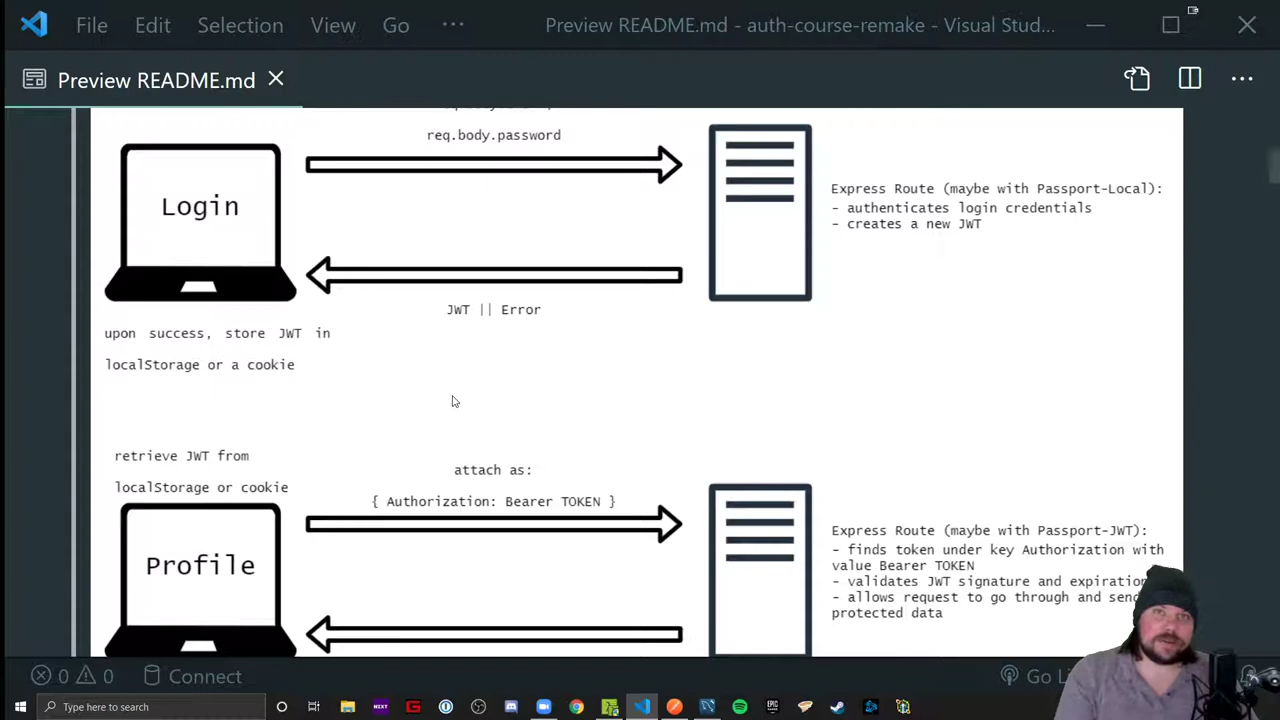 File Edit Selection View Go ··· Preview README.md - auth-course-remake - Visual Stud...
Preview README.md
req.body.password
Login
Express Route (maybe with Passport-Local):
- authenticates login credentials
- creates a new JWT
JWT || Error
upon success, store JWT in
localStorage or a cookie
retrieve JWT from
localStorage or cookie
attach as:
{ Authorization: Bearer TOKEN }
Profile
Express Route (maybe with Passport-JWT):
- finds token under key Authorization with
value Bearer TOKEN
- validates JWT signature and expiration
- allows request to go through and send
protected data
0 0 Connect Go
Type here to search
NEXT
EPIC